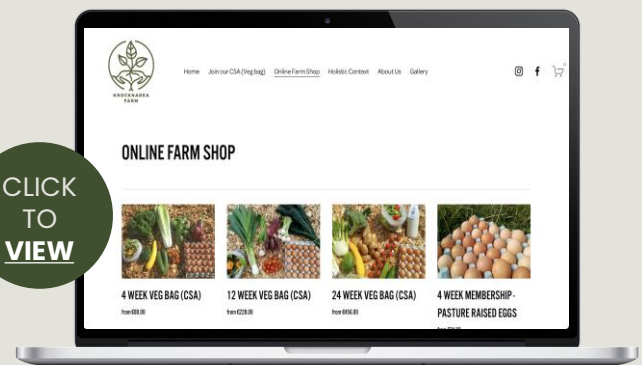 KNOCKNAREA
FARM
Home Join our CSA (Veg bag) Online Farm Shop Holistic Context About Us Gallery
ONLINE FARM SHOP
CLICK
TO
VIEW
4 WEEK VEG BAG (CSA)
12 WEEK VEG BAG (CSA)
24 WEEK VEG BAG (CSA)
4 WEEK MEMBERSHIP -
PASTURE RAISED EGGS